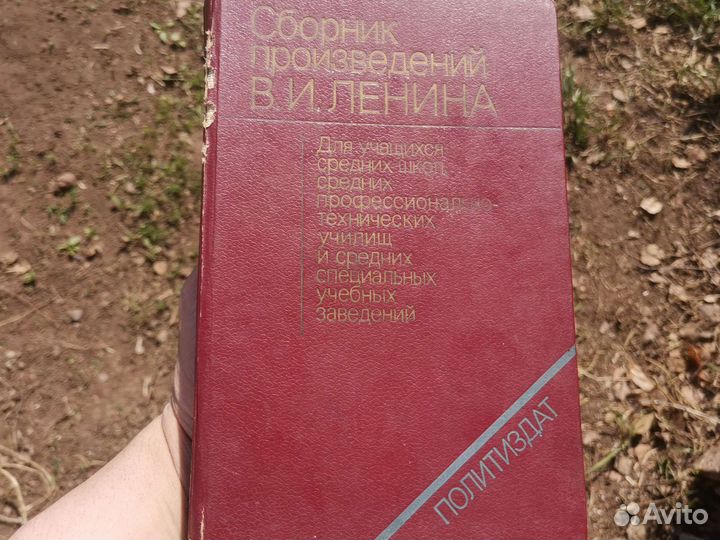 Сборник
произведений
В.И.ЛЕНИНА
Для учащихся
средних школ,
средних
профессионально-
технических
училищ
и средних
специальных
учебных
заведений
ПОЛИТИЗДАТ
Avito